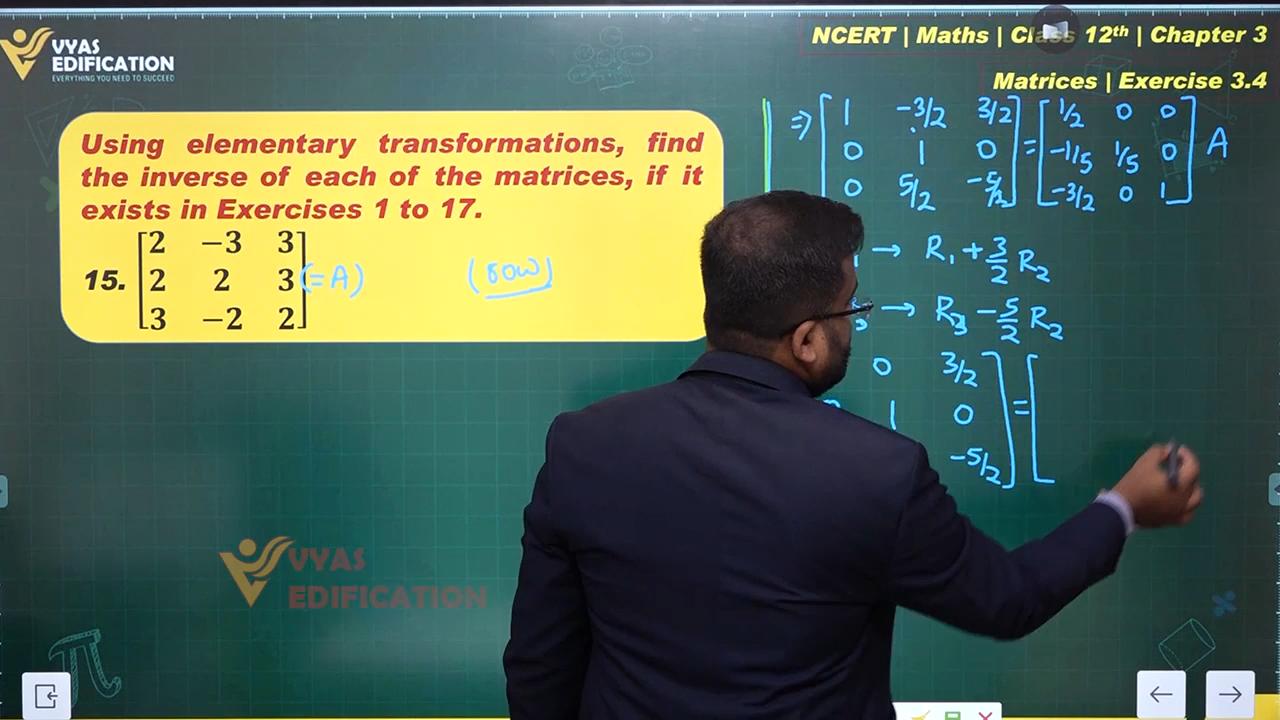 VYAS
EDIFICATION
EVERYTHING YOU NEED TO SUCCEED
NCERT | Maths | Class 12th | Chapter 3
Matrices | Exercise 3.4
Using elementary transformations, find
the inverse of each of the matrices, if it
exists in Exercises 1 to 17.
2 −3 3
15. 2 2 3 (= A) (row)
3 −2 2
⇒ [1 -3/2 3/2] = [1/2 0 0]
0 1 0 -1/5 1/5 0 A
0 5/2 -5/2 -3/2 0 1
→ R1 + 3/2 R2
→ R3 - 5/2 R2
0 3/2
1 0 =
-5/2
VYAS
EDIFICATION